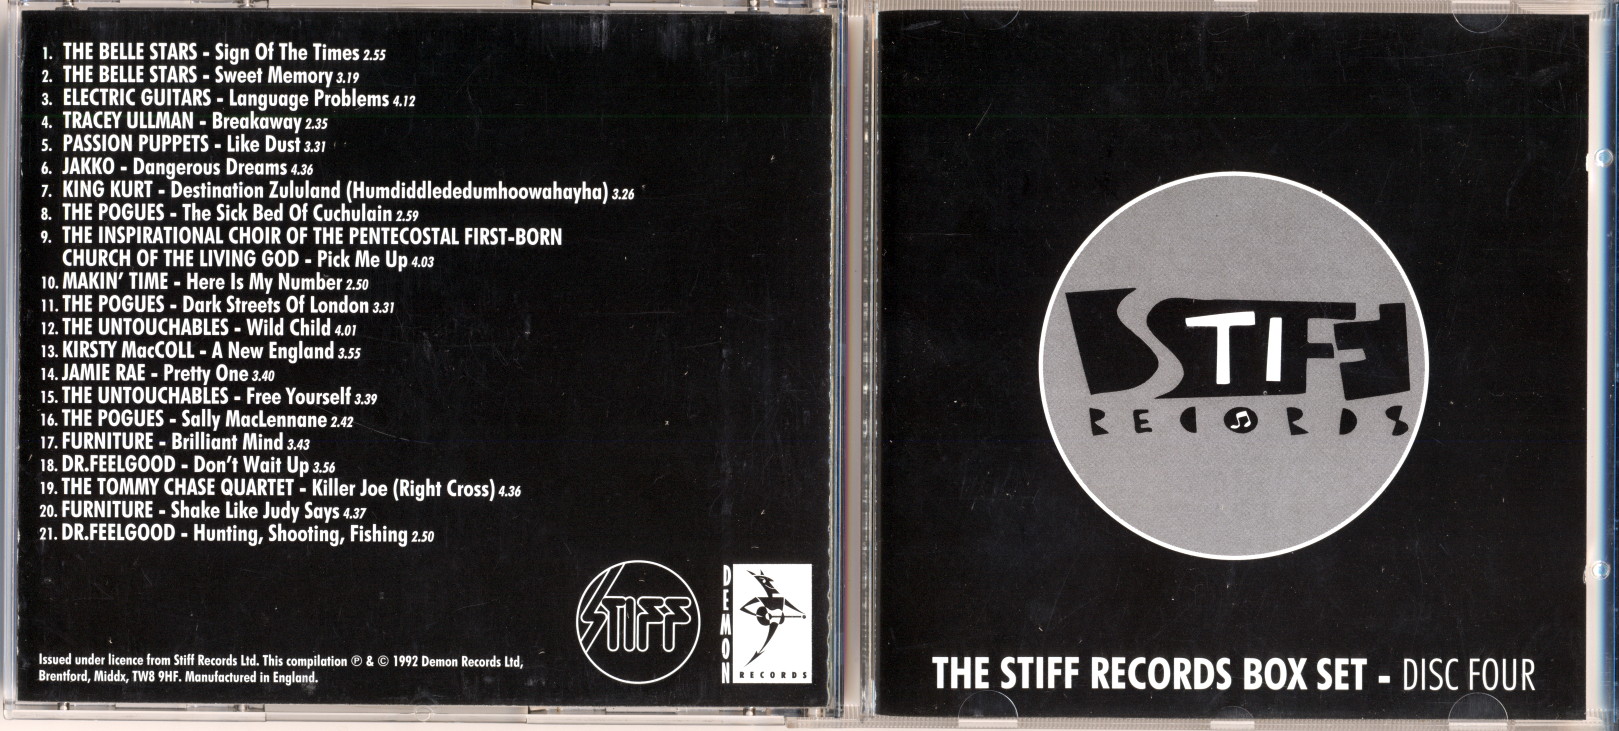 1. THE BELLE STARS - Sign Of The Times 2.55
2. THE BELLE STARS - Sweet Memory 3.19
3. ELECTRIC GUITARS - Language Problems 4.12
4. TRACEY ULLMAN - Breakaway 2.35
5. PASSION PUPPETS - Like Dust 3.31
6. JAKKO - Dangerous Dreams 4.36
7. KING KURT - Destination Zululand (Humdiddlededumhoowahayha) 3.26
8. THE POGUES - The Sick Bed Of Cuchulain 2.59
9. THE INSPIRATIONAL CHOIR OF THE PENTECOSTAL FIRST-BORN
CHURCH OF THE LIVING GOD - Pick Me Up 4.03
10. MAKIN' TIME - Here Is My Number 2.50
11. THE POGUES - Dark Streets Of London 3.31
12. THE UNTOUCHABLES - Wild Child 4.01
13. KIRSTY MacCOLL - A New England 3.55
14. JAMIE RAE - Pretty One 3.40
15. THE UNTOUCHABLES - Free Yourself 3.39
16. THE POGUES - Sally MacLennane 2.42
17. FURNITURE - Brilliant Mind 3.43
18. DR.FEELGOOD - Don't Wait Up 3.56
19. THE TOMMY CHASE QUARTET - Killer Joe (Right Cross) 4.36
20. FURNITURE - Shake Like Judy Says 4.37
21. DR.FEELGOOD - Hunting, Shooting, Fishing 2.50
Issued under licence from Stiff Records Ltd. This compilation ℗ & © 1992 Demon Records Ltd,
Brentford, Middx, TW8 9HF. Manufactured in England.
STIFF
DEMON
RECORDS
STIFF
RECORDS
THE STIFF RECORDS BOX SET - DISC FOUR